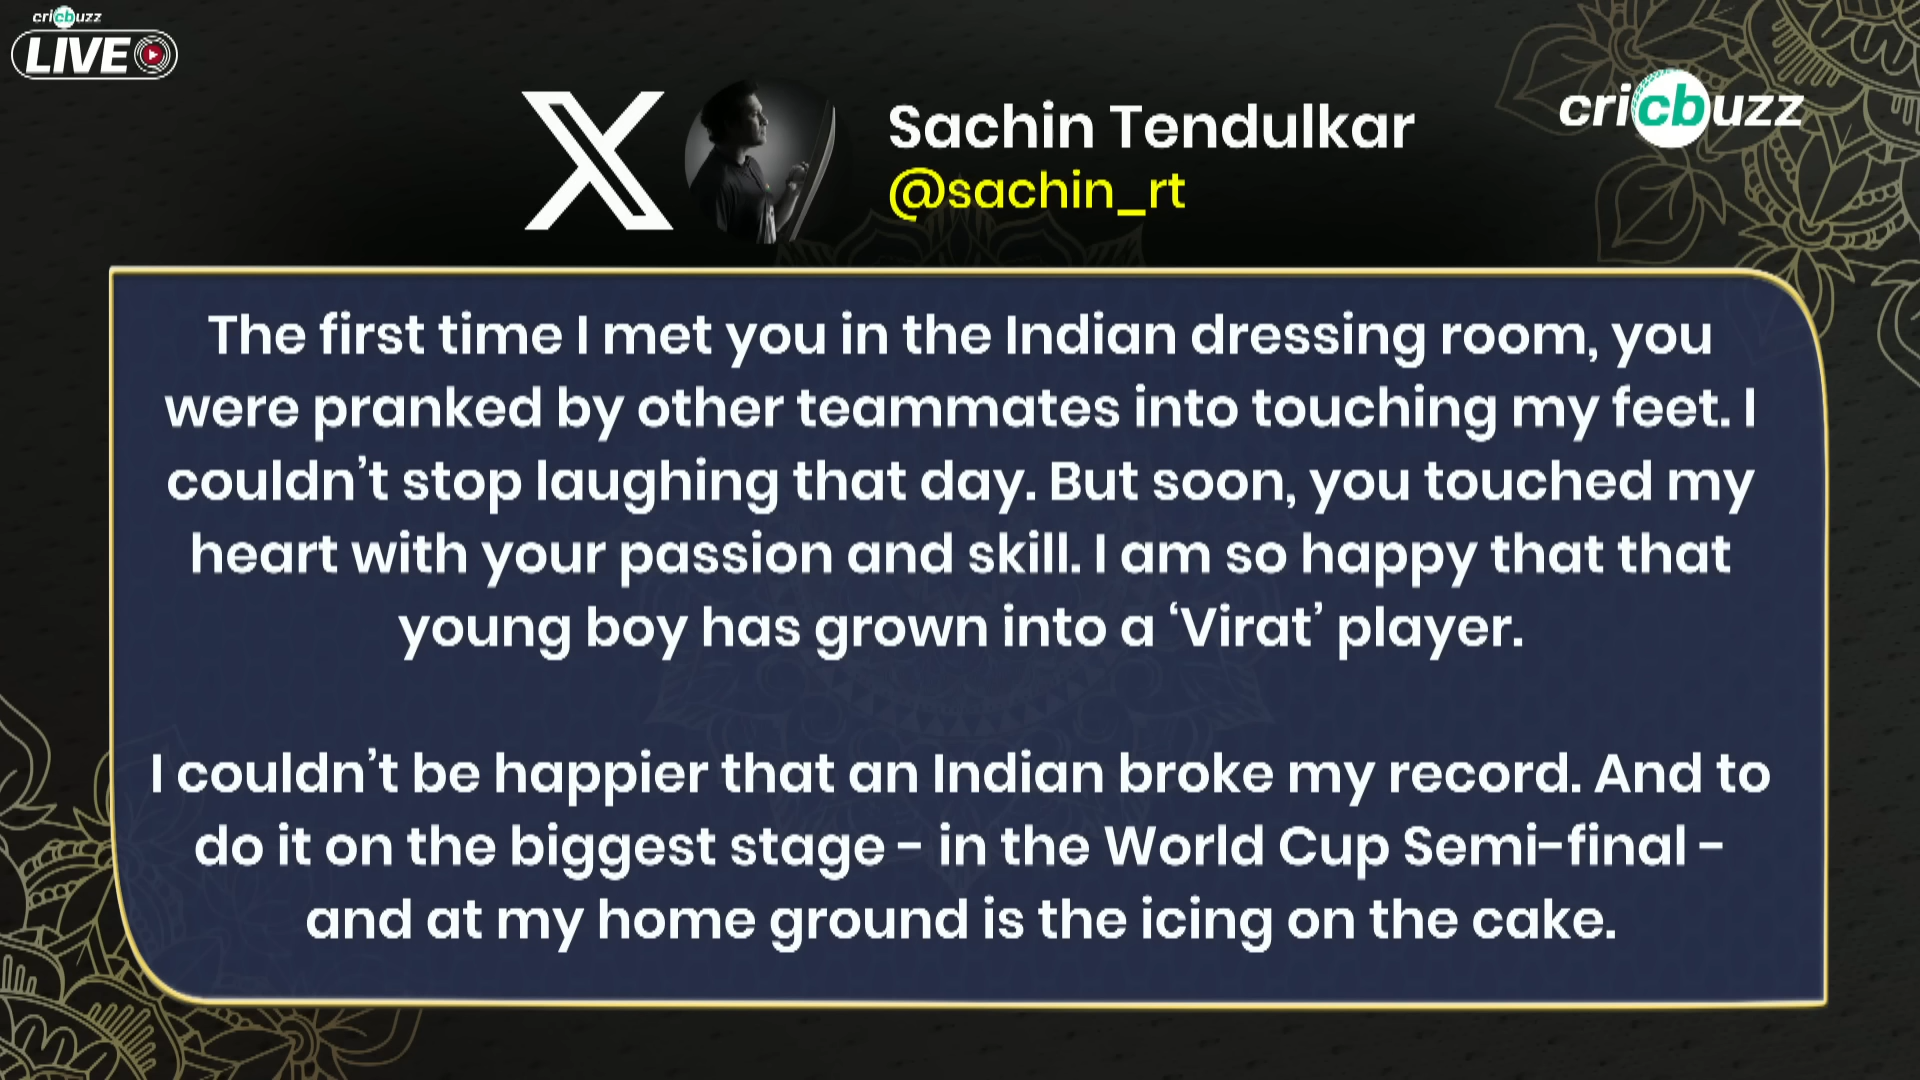 cricbuzz
LIVE
Sachin Tendulkar
cricbuzz
@sachin_rt
The first time I met you in the Indian dressing room, you
were pranked by other teammates into touching my feet. I
couldn’t stop laughing that day. But soon, you touched my
heart with your passion and skill. I am so happy that that
young boy has grown into a ‘Virat’ player.
I couldn’t be happier that an Indian broke my record. And to
do it on the biggest stage - in the World Cup Semi-final -
and at my home ground is the icing on the cake.